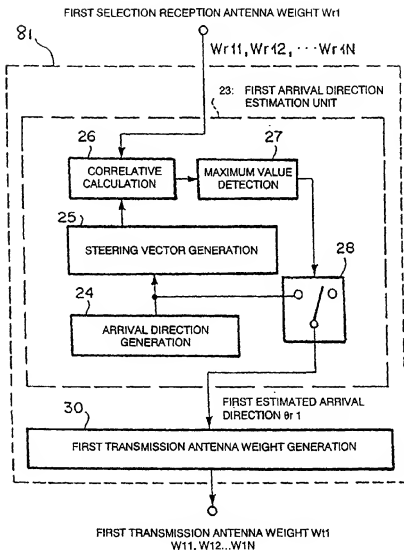 FIRST SELECTION RECEPTION ANTENNA WEIGHT Wr1
81
Wr11, Wr12, ··· Wr1N
23: FIRST ARRIVAL DIRECTION
ESTIMATION UNIT
26
27
CORRELATIVE
CALCULATION
MAXIMUM VALUE
DETECTION
25
STEERING VECTOR GENERATION
28
24
ARRIVAL DIRECTION
GENERATION
FIRST ESTIMATED ARRIVAL
DIRECTION θr 1
30
FIRST TRANSMISSION ANTENNA WEIGHT GENERATION
FIRST TRANSMISSION ANTENNA WEIGHT Wt1
W11, W12...W1N